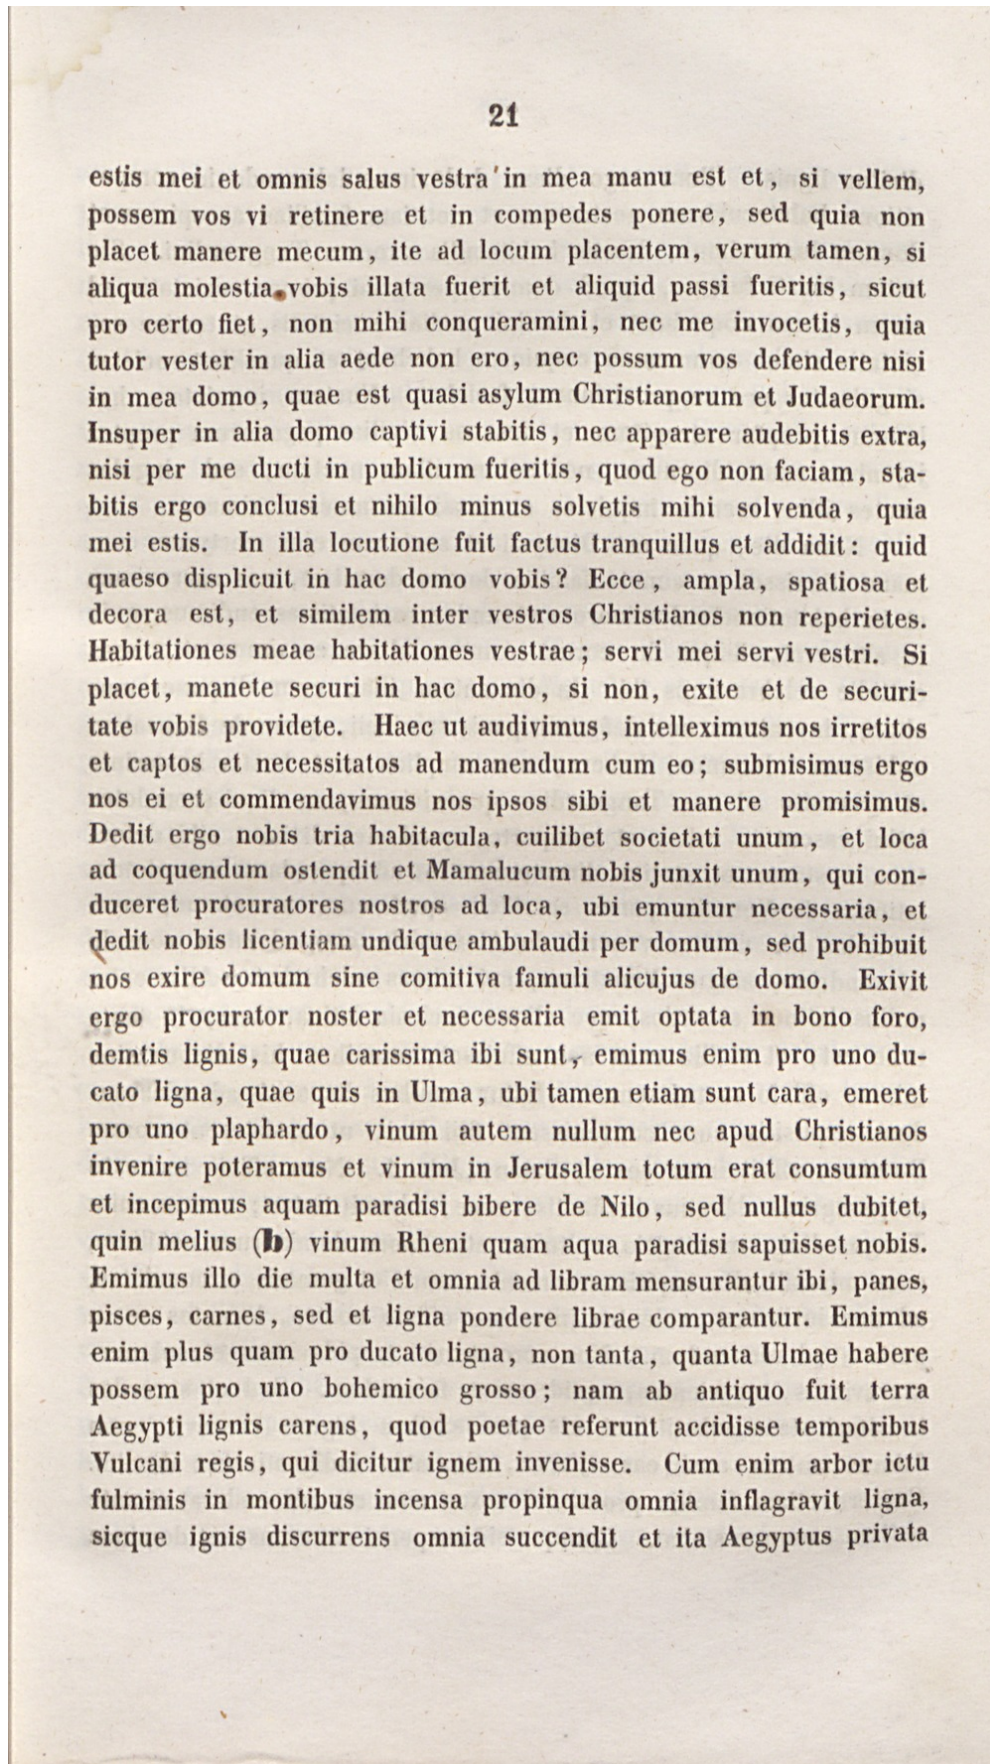 21
estis mei et omnis salus vestra in mea manu est et, si vellem,
possem vos vi retinere et in compedes ponere, sed quia non
placet manere mecum, ite ad locum placentem, verum tamen, si
aliqua molestia vobis illata fuerit et aliquid passi fueritis, sicut
pro certo fiet, non mihi conqueramini, nec me invocetis, quia
tutor vester in alia aede non ero, nec possum vos defendere nisi
in mea domo, quae est quasi asylum Christianorum et Judaeorum.
Insuper in alia domo captivi stabitis, nec apparere audebitis extra,
nisi per me ducti in publicum fueritis, quod ego non faciam, sta-
bitis ergo conclusi et nihilo minus solvetis mihi solvenda, quia
mei estis. In illa locutione fuit factus tranquillus et addidit: quid
quaeso displicuit in hac domo vobis? Ecce, ampla, spatiosa et
decora est, et similem inter vestros Christianos non reperietes.
Habitationes meae habitationes vestrae; servi mei servi vestri. Si
placet, manete securi in hac domo, si non, exite et de securi-
tate vobis providete. Haec ut audivimus, intelleximus nos irretitos
et captos et necessitatos ad manendum cum eo; submisimus ergo
nos ei et commendavimus nos ipsos sibi et manere promisimus.
Dedit ergo nobis tria habitacula, cuilibet societati unum, et loca
ad coquendum ostendit et Mamalucum nobis junxit unum, qui con-
duceret procuratores nostros ad loca, ubi emuntur necessaria, et
dedit nobis licentiam undique ambulaudi per domum, sed prohibuit
nos exire domum sine comitiva famuli alicujus de domo. Exivit
ergo procurator noster et necessaria emit optata in bono foro,
demtis lignis, quae carissima ibi sunt, emimus enim pro uno du-
cato ligna, quae quis in Ulma, ubi tamen etiam sunt cara, emeret
pro uno plaphardo, vinum autem nullum nec apud Christianos
invenire poteramus et vinum in Jerusalem totum erat consumtum
et incepimus aquam paradisi bibere de Nilo, sed nullus dubitet,
quin melius (b) vinum Rheni quam aqua paradisi sapuisset nobis.
Emimus illo die multa et omnia ad libram mensurantur ibi, panes,
pisces, carnes, sed et ligna pondere librae comparantur. Emimus
enim plus quam pro ducato ligna, non tanta, quanta Ulmae habere
possem pro uno bohemico grosso; nam ab antiquo fuit terra
Aegypti lignis carens, quod poetae referunt accidisse temporibus
Vulcani regis, qui dicitur ignem invenisse. Cum enim arbor ictu
fulminis in montibus incensa propinqua omnia inflagravit ligna,
sicque ignis discurrens omnia succendit et ita Aegyptus privata